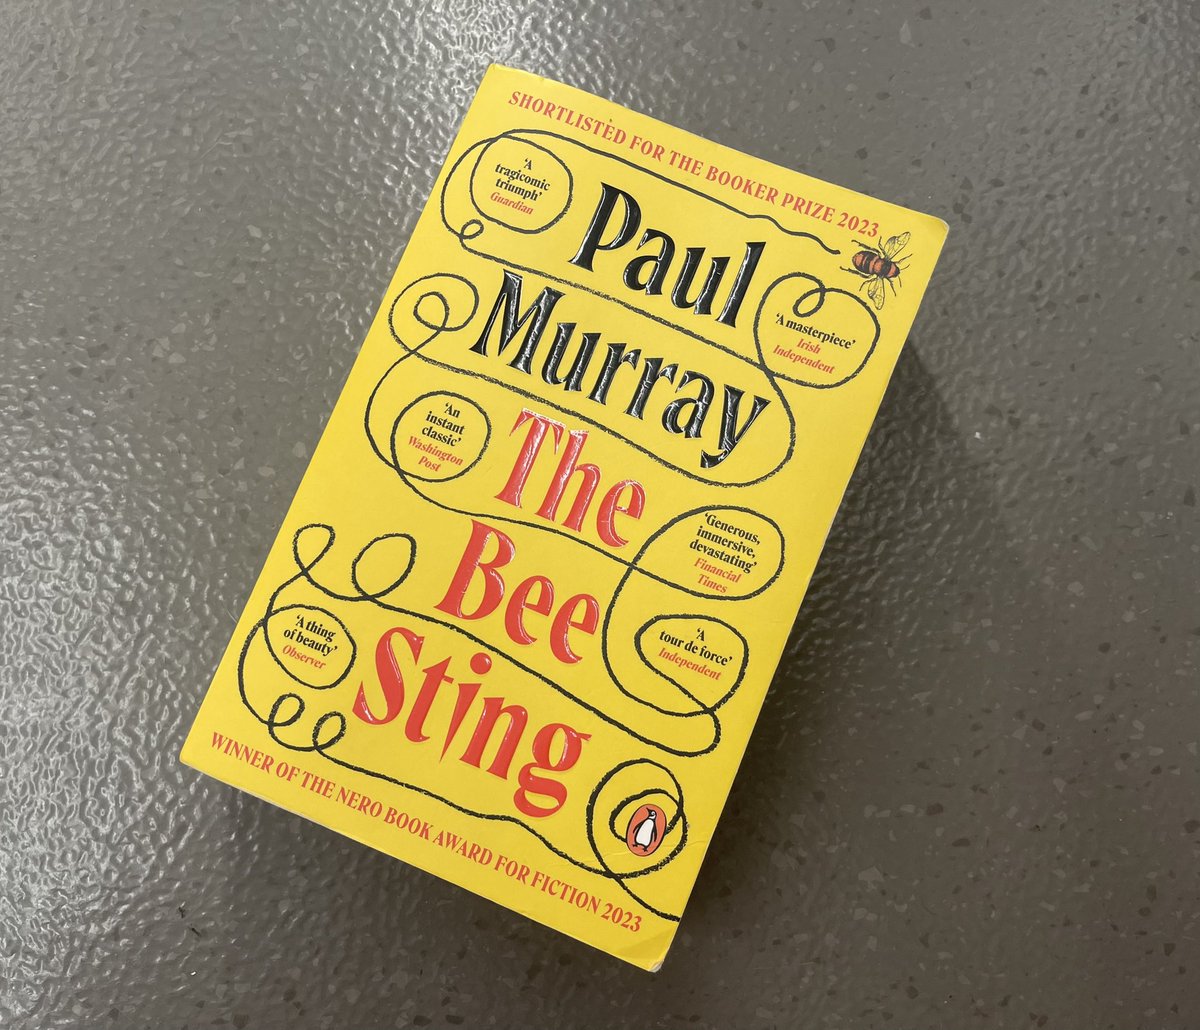 SHORTLISTED FOR THE BOOKER PRIZE 2023
‘A
tragicomic
triumph’
Guardian
Paul
Murray
‘A masterpiece’
Irish
Independent
‘An
instant
classic’
Washington
Post
The
Bee
Sting
‘Generous,
immersive,
devastating’
Financial
Times
‘A
tour de force’
Independent
‘A thing
of beauty’
Observer
WINNER OF THE NERO BOOK AWARD FOR FICTION 2023